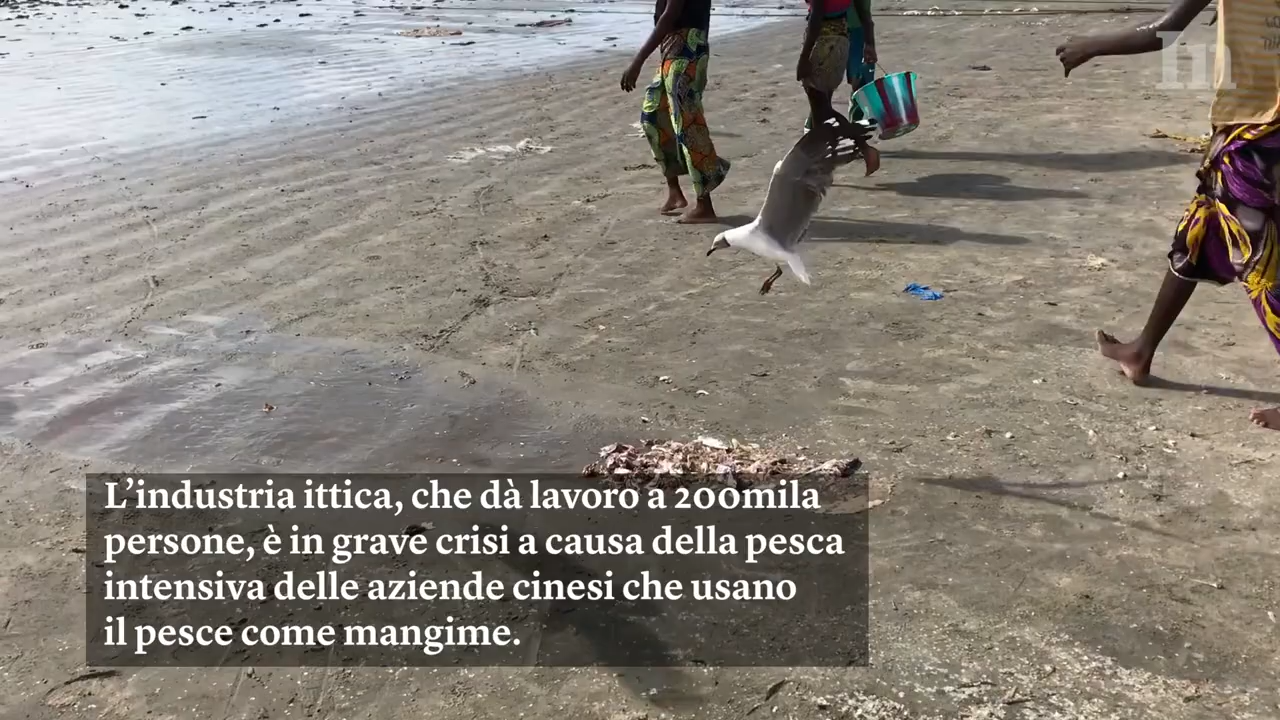 m
L’industria ittica, che dà lavoro a 200mila
persone, è in grave crisi a causa della pesca
intensiva delle aziende cinesi che usano
il pesce come mangime.